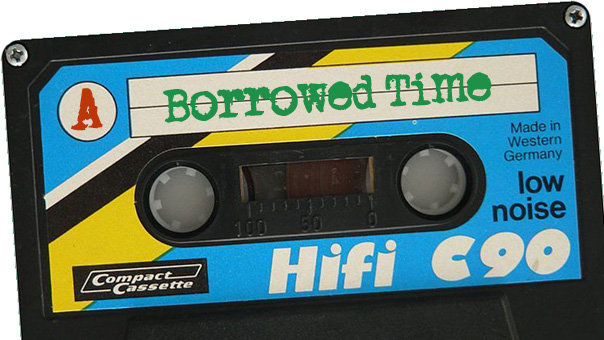 A
Borrowed Time
Made in
Western
Germany
low
noise
100 50 0
Hifi C90
Compact
Cassette